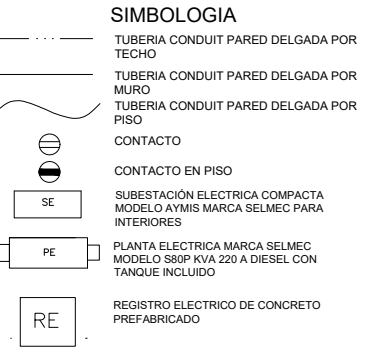 SIMBOLOGIA
TUBERIA CONDUIT PARED DELGADA POR
TECHO
TUBERIA CONDUIT PARED DELGADA POR
MURO
TUBERIA CONDUIT PARED DELGADA POR
PISO
CONTACTO
CONTACTO EN PISO
SE
SUBESTACIÓN ELECTRICA COMPACTA
MODELO AYMIS MARCA SELMEC PARA
INTERIORES
PE
PLANTA ELECTRICA MARCA SELMEC
MODELO S80P KVA 220 A DIESEL CON
TANQUE INCLUIDO
RE
REGISTRO ELECTRICO DE CONCRETO
PREFABRICADO